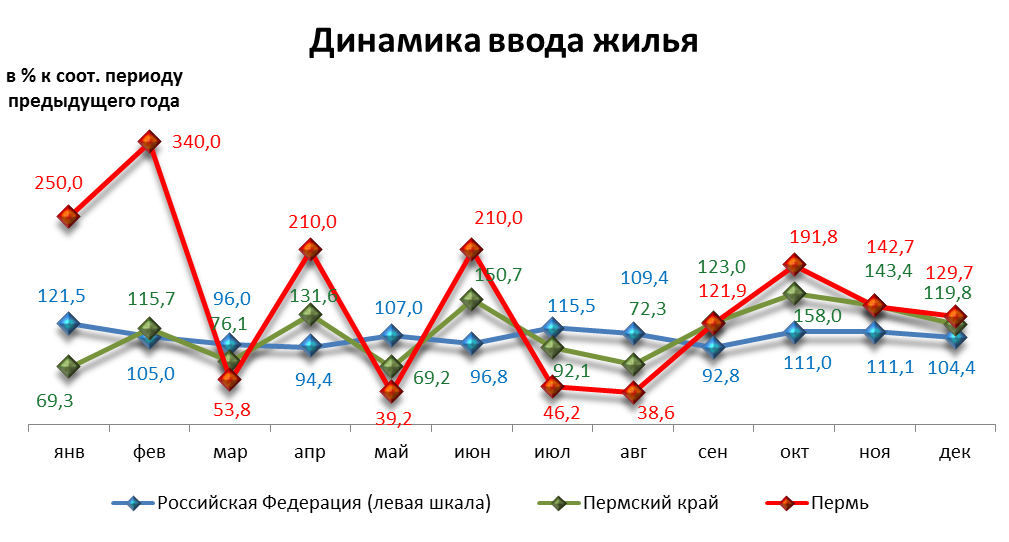 Динамика ввода жилья
в % к соот. периоду
предыдущего года
340,0
250,0
210,0
210,0
191,8
142,7
129,7
121,5
115,7
96,0
131,6
107,0
150,7
115,5
109,4
123,0
143,4
119,8
76,1
72,3
121,9
158,0
69,3
105,0
53,8
94,4
39,2
69,2
96,8
92,1
46,2
38,6
92,8
111,0
111,1
104,4
янв
фев
мар
апр
май
июн
июл
авг
сен
окт
ноя
дек
Российская Федерация (левая шкала)
Пермский край
Пермь